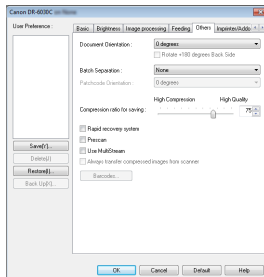 Canon DR-6030C on None
User Preference :
Basic Brightness Image processing Feeding Others Imprinter/Addo
Document Orientation :
0 degrees
Rotate +180 degrees Back Side
Batch Separation :
None
Patchcode Orientation :
0 degrees
High Compression High Quality
Compression ratio for saving :
75
Rapid recovery system
Prescan
Use MultiStream
Always transfer compressed images from scanner
Barcodes...
Save[Y]...
Delete[J]
Restore[I]...
Back Up[X]...
OK Cancel Default Help